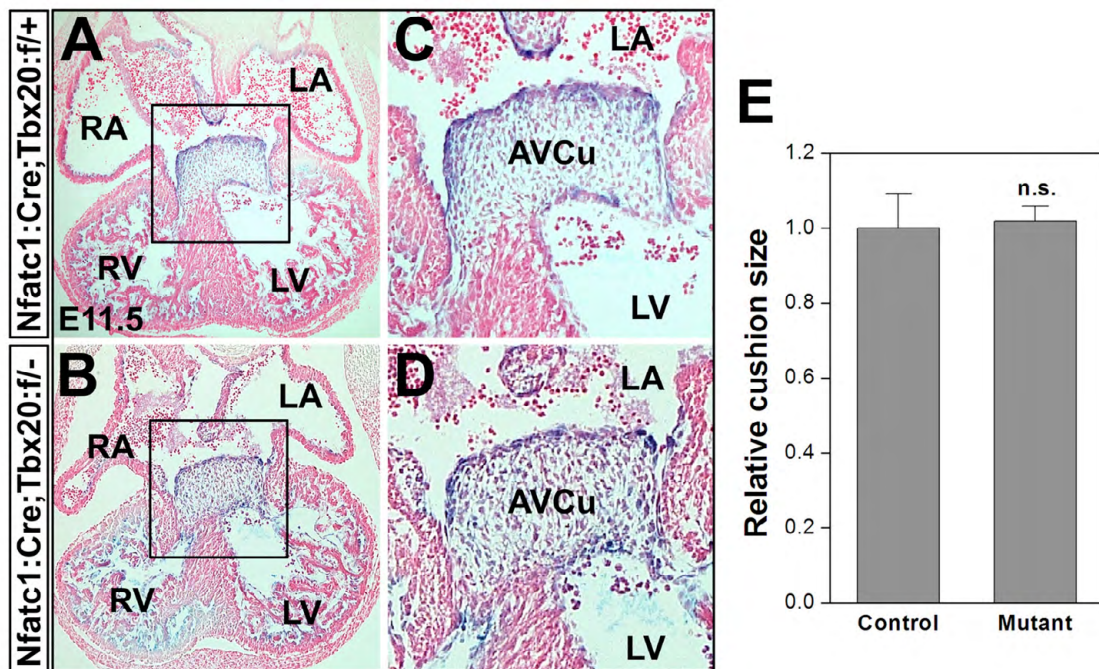 Nfatc1:Cre;Tbx20:f/+
A
RA
LA
RV
LV
E11.5
C
LA
AVCu
LV
Nfatc1:Cre;Tbx20:f/-
B
RA
LA
RV
LV
D
LA
AVCu
LV
E
Relative cushion size
1.2
1.0
0.8
0.6
0.4
0.2
0.0
n.s.
Control
Mutant